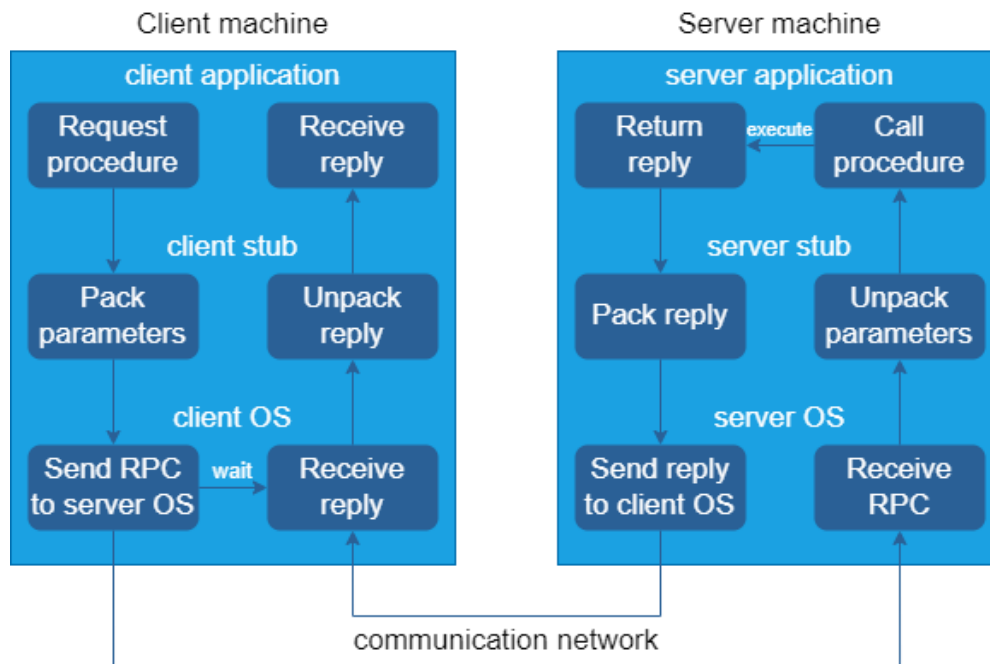 Client machine
client application
Request
procedure
Receive
reply
client stub
Pack
parameters
Unpack
reply
client OS
Send RPC
to server OS
wait
Receive
reply
Server machine
server application
Return
reply
execute
Call
procedure
server stub
Pack reply
Unpack
parameters
server OS
Send reply
to client OS
Receive
RPC
communication network